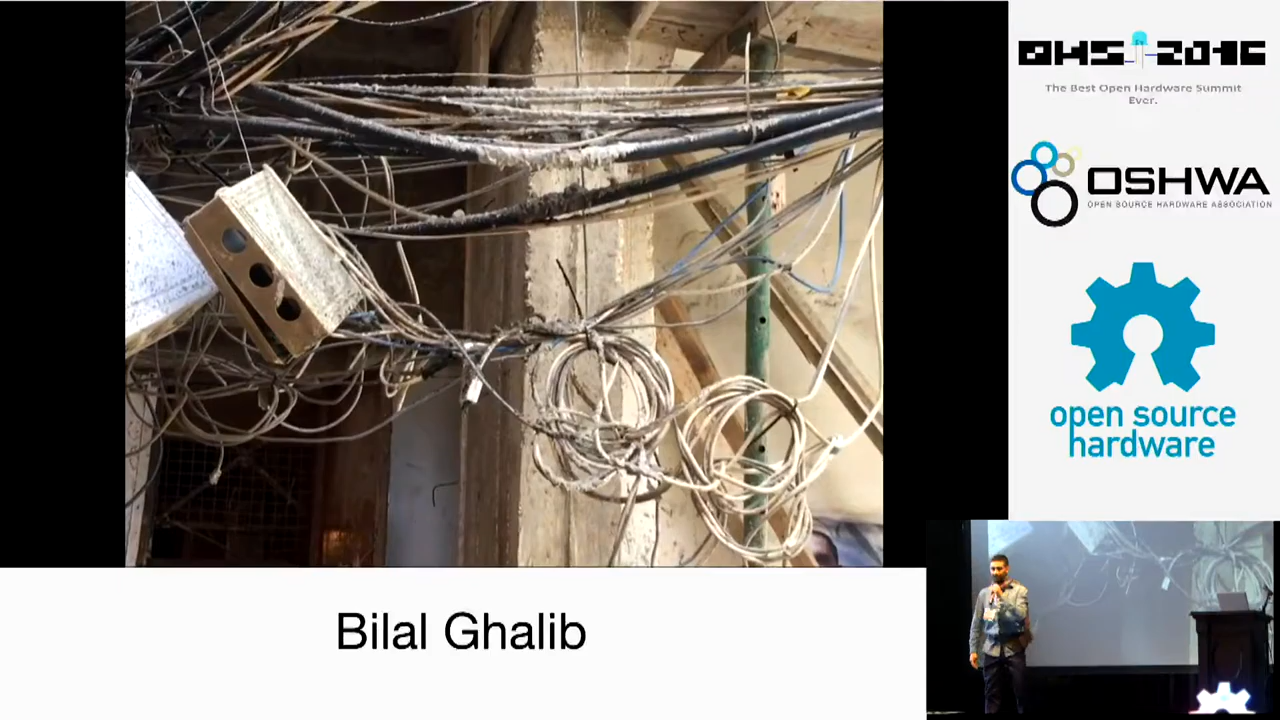 OHS 2016
The Best Open Hardware Summit
Ever.
OSHWA
OPEN SOURCE HARDWARE ASSOCIATION
open source
hardware
Bilal Ghalib